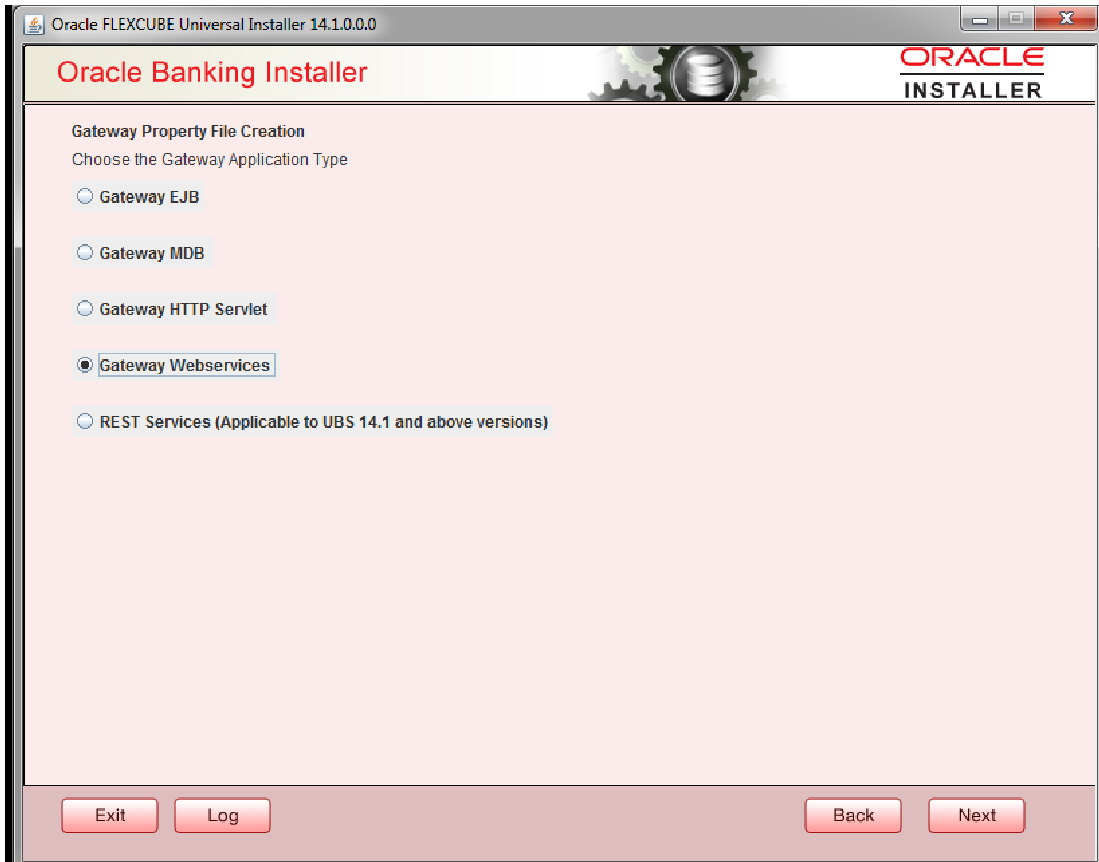 Oracle FLEXCUBE Universal Installer 14.1.0.0.0
Oracle Banking Installer
ORACLE
INSTALLER
Gateway Property File Creation
Choose the Gateway Application Type
Gateway EJB
Gateway MDB
Gateway HTTP Servlet
Gateway Webservices
REST Services (Applicable to UBS 14.1 and above versions)
Exit Log Back Next